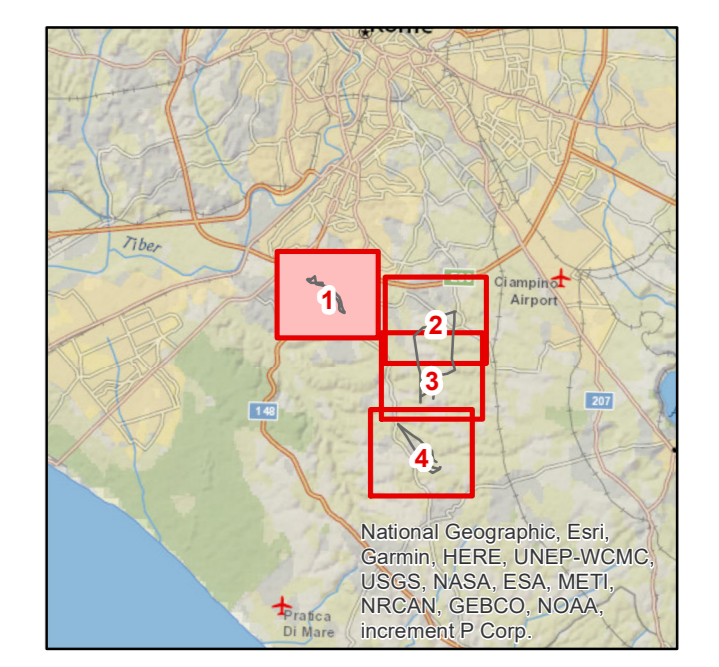 Tiber
1
Ciampino
Airport
2
3
148
207
4
National Geographic, Esri,
Garmin, HERE, UNEP-WCMC,
USGS, NASA, ESA, METI,
NRCAN, GEBCO, NOAA,
increment P Corp.
Pratica
Di Mare